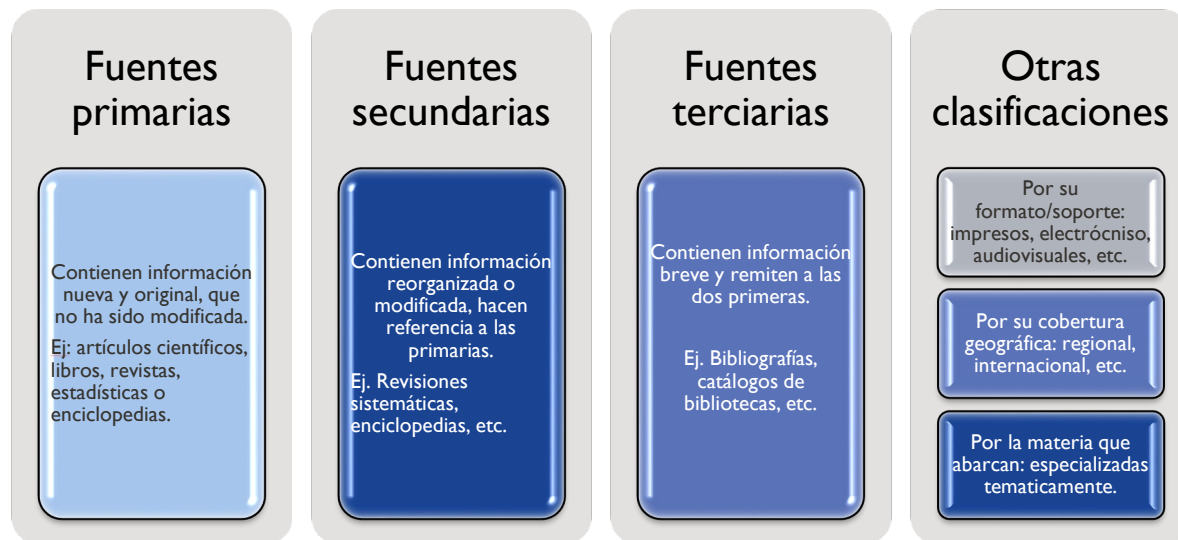 Fuentes
primarias
Contienen información
nueva y original, que
no ha sido modificada.
Ej: artículos científicos,
libros, revistas,
estadísticas o
enciclopedias.
Fuentes
secundarias
Contienen información
reorganizada o
modificada, hacen
referencia a las
primarias.
Ej. Revisiones
sistemáticas,
enciclopedias, etc.
Fuentes
terciarias
Contienen información
breve y remiten a las
dos primeras.
Ej. Bibliografías,
catálogos de
bibliotecas, etc.
Otras
clasificaciones
Por su
formato/soporte:
impresos, electrócniso,
audiovisuales, etc.
Por su cobertura
geográfica: regional,
internacional, etc.
Por la materia que
abarcan: especializadas
tematicamente.